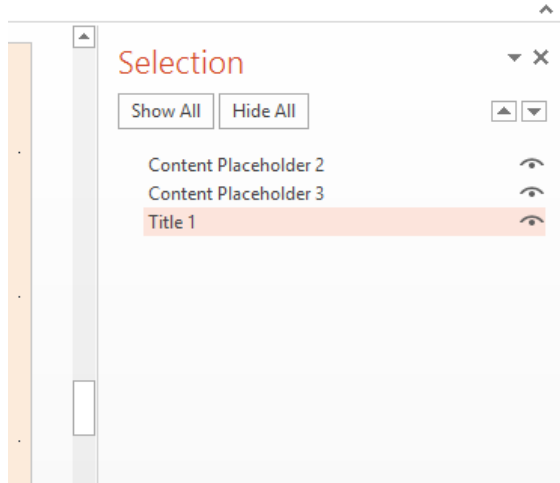 Selection
Show All Hide All
Content Placeholder 2
Content Placeholder 3
Title 1